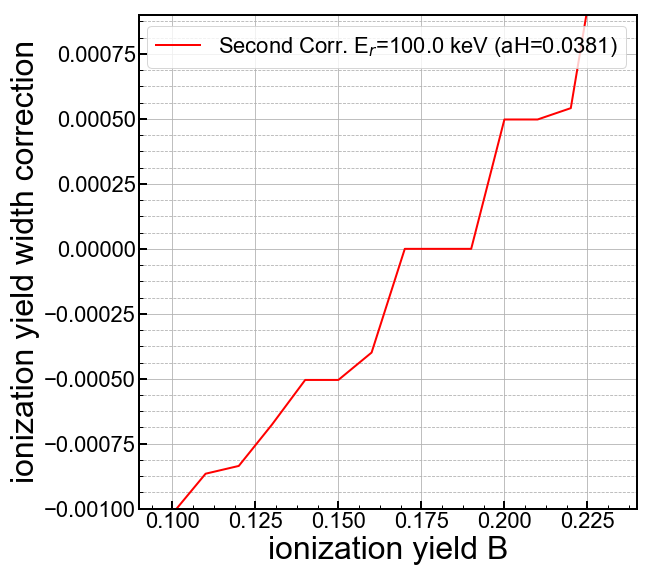 Second Corr. Eᵣ=100.0 keV (aH=0.0381)
ionization yield width correction
0.00075
0.00050
0.00025
0.00000
−0.00025
−0.00050
−0.00075
−0.00100
0.100 0.125 0.150 0.175 0.200 0.225
ionization yield B